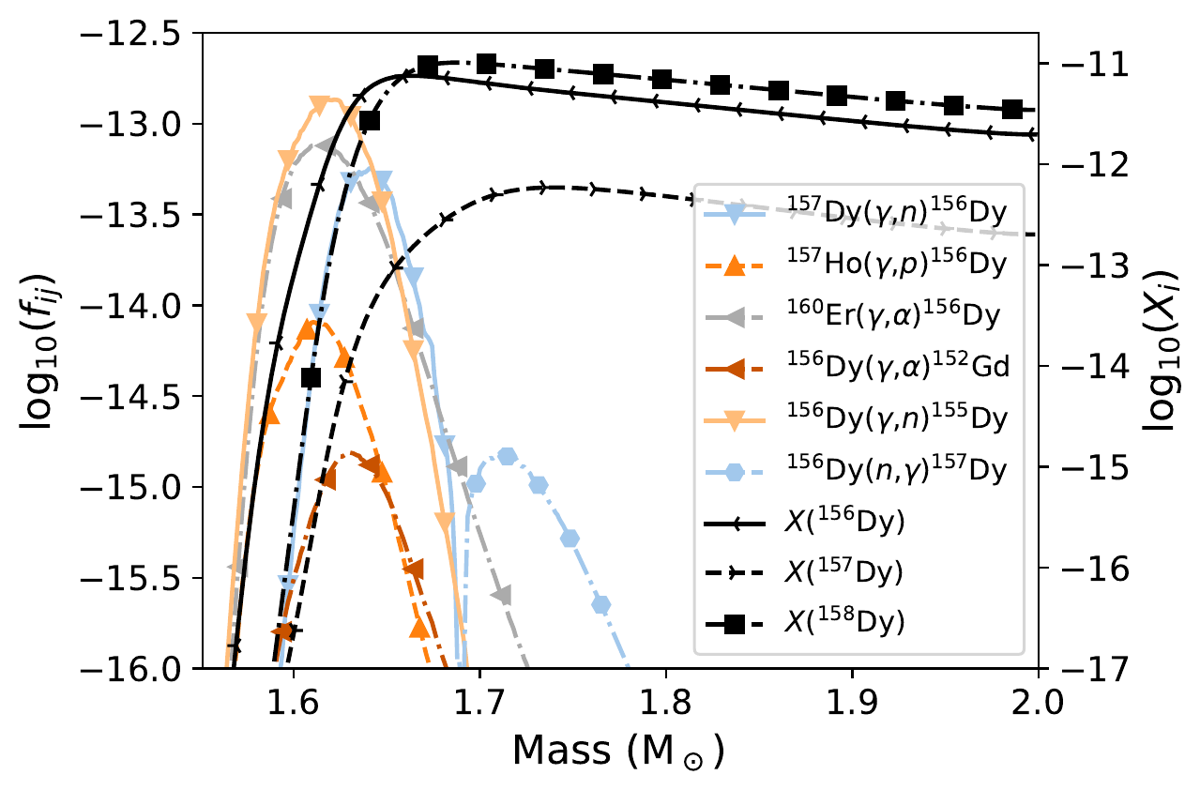 −12.5
−13.0
−13.5
−14.0
−14.5
−15.0
−15.5
−16.0
log₁₀(fᵢⱼ)
1.6 1.7 1.8 1.9 2.0
Mass (M☉)
−11
−12
−13
−14
−15
−16
−17
log₁₀(Xᵢ)
¹⁵⁷Dy(γ,n)¹⁵⁶Dy
¹⁵⁷Ho(γ,p)¹⁵⁶Dy
¹⁶⁰Er(γ,α)¹⁵⁶Dy
¹⁵⁶Dy(γ,α)¹⁵²Gd
¹⁵⁶Dy(γ,n)¹⁵⁵Dy
¹⁵⁶Dy(n,γ)¹⁵⁷Dy
X(¹⁵⁶Dy)
X(¹⁵⁷Dy)
X(¹⁵⁸Dy)